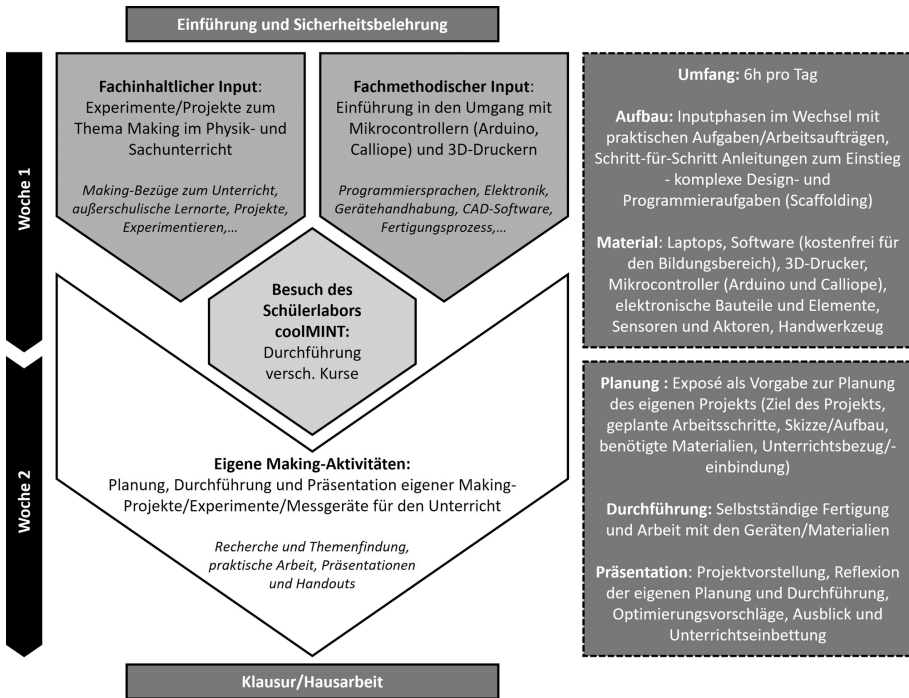 Einführung und Sicherheitsbelehrung
Woche 1
Fachinhaltlicher Input:
Experimente/Projekte zum
Thema Making im Physik- und
Sachunterricht
Making-Bezüge zum Unterricht,
außerschulische Lernorte, Projekte,
Experimentieren,...
Fachmethodischer Input:
Einführung in den Umgang mit
Mikrocontrollern (Arduino,
Calliope) und 3D-Druckern
Programmiersprachen, Elektronik,
Gerätehandhabung, CAD-Software,
Fertigungsprozess,...
Besuch des
Schülerlabors
coolMINT:
Durchführung
versch. Kurse
Umfang: 6h pro Tag
Aufbau: Inputphasen im Wechsel mit
praktischen Aufgaben/Arbeitsaufträgen,
Schritt-für-Schritt Anleitungen zum Einstieg
- komplexe Design- und
Programmieraufgaben (Scaffolding)
Material: Laptops, Software (kostenfrei für
den Bildungsbereich), 3D-Drucker,
Mikrocontroller (Arduino und Calliope),
elektronische Bauteile und Elemente,
Sensoren und Aktoren, Handwerkzeug
Woche 2
Eigene Making-Aktivitäten:
Planung, Durchführung und Präsentation eigener Making-
Projekte/Experimente/Messgeräte für den Unterricht
Recherche und Themenfindung,
praktische Arbeit, Präsentationen
und Handouts
Planung : Exposé als Vorgabe zur Planung
des eigenen Projekts (Ziel des Projekts,
geplante Arbeitsschritte, Skizze/Aufbau,
benötigte Materialien, Unterrichtsbezug/-
einbindung)
Durchführung: Selbstständige Fertigung
und Arbeit mit den Geräten/Materialien
Präsentation: Projektvorstellung, Reflexion
der eigenen Planung und Durchführung,
Optimierungsvorschläge, Ausblick und
Unterrichtseinbettung
Klausur/Hausarbeit